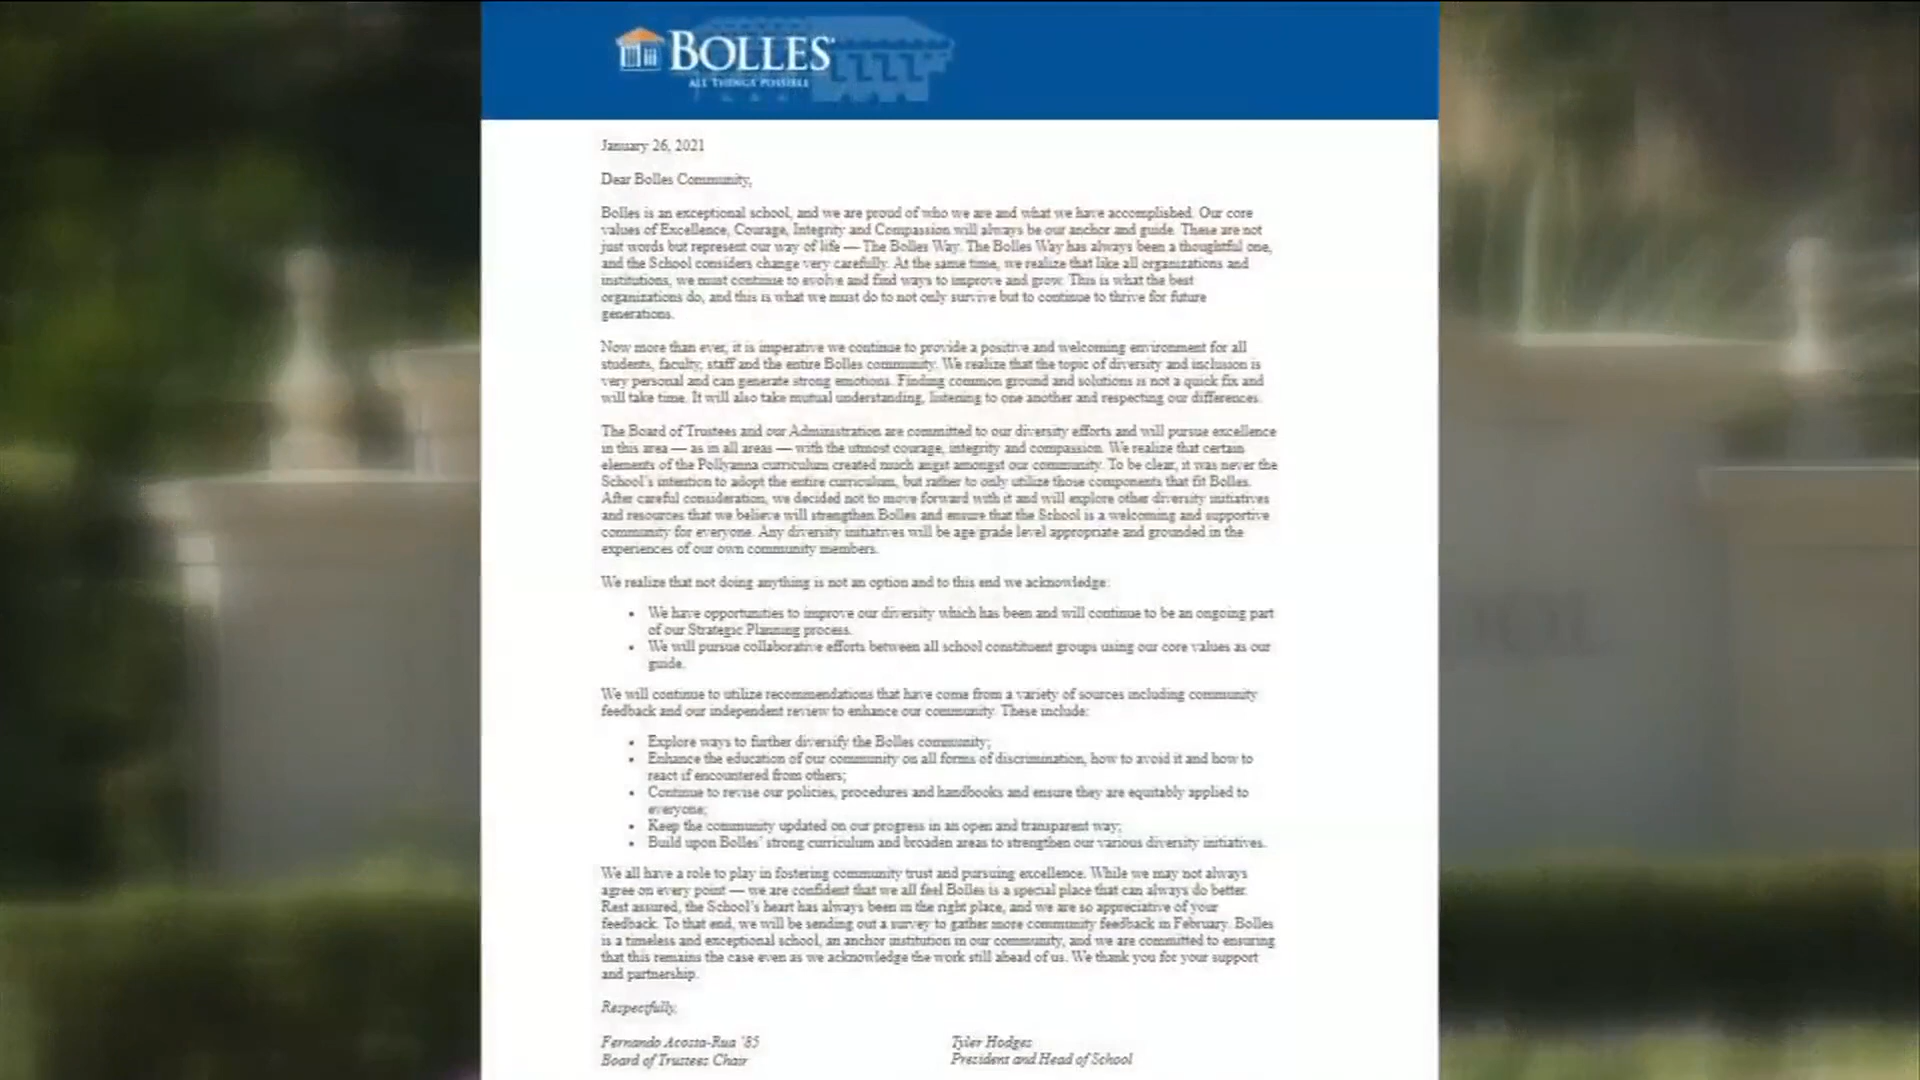 BOLLES
ALL THINGS POSSIBLE
January 26, 2021
Dear Bolles Community,
Bolles is an exceptional school, and we are proud of who we are and what we have accomplished. Our core
values of Excellence, Courage, Integrity and Compassion will always be our anchor and guide. These are not
just words but represent our way of life — The Bolles Way. The Bolles Way has always been a thoughtful one,
and the School considers change very carefully. At the same time, we realize that like all organizations and
institutions, we must continue to evolve and find ways to improve and grow. This is what the best
organizations do, and this is what we must do to not only survive but to continue to thrive for future
generations.
Now more than ever, it is imperative we continue to provide a positive and welcoming environment for all
students, faculty, staff and the entire Bolles community. We realize that the topic of diversity and inclusion is
very personal and can generate strong emotions. Finding common ground and solutions is not a quick fix and
will take time. It will also take mutual understanding, listening to one another and respecting our differences.
The Board of Trustees and our Administration are committed to our diversity efforts and will pursue excellence
in this area — as in all areas — with the utmost courage, integrity and compassion. We realize that certain
elements of the Pollyanna curriculum created much angst amongst our community. To be clear, it was never the
School's intention to adopt the entire curriculum, but rather to only utilize those components that fit Bolles.
After careful consideration, we decided not to move forward with it and will explore other diversity initiatives
and resources that we believe will strengthen Bolles and ensure that the School is a welcoming and supportive
community for everyone. Any diversity initiatives will be age grade level appropriate and grounded in the
experiences of our own community members.
We realize that not doing anything is not an option and to this end we acknowledge:
• We have opportunities to improve our diversity which has been and will continue to be an ongoing part
of our Strategic Planning process.
• We will pursue collaborative efforts between all school constituent groups using our core values as our
guide.
We will continue to utilize recommendations that have come from a variety of sources including community
feedback and our independent review to enhance our community. These include:
• Explore ways to further diversify the Bolles community;
• Enhance the education of our community on all forms of discrimination, how to avoid it and how to
react if encountered from others;
• Continue to revise our policies, procedures and handbooks and ensure they are equitably applied to
everyone;
• Keep the community updated on our progress in an open and transparent way;
• Build upon Bolles' strong curriculum and broaden areas to strengthen our various diversity initiatives.
We all have a role to play in fostering community trust and pursuing excellence. While we may not always
agree on every point — we are confident that we all feel Bolles is a special place that can always do better.
Rest assured, the School's heart has always been in the right place, and we are so appreciative of your
feedback. To that end, we will be sending out a survey to gather more community feedback in February. Bolles
is a timeless and exceptional school, an anchor institution in our community, and we are committed to ensuring
that this remains the case even as we acknowledge the work still ahead of us. We thank you for your support
and partnership.
Respectfully,
Fernando Acosta-Rua '85 Tyler Hodges
Board of Trustees Chair President and Head of School